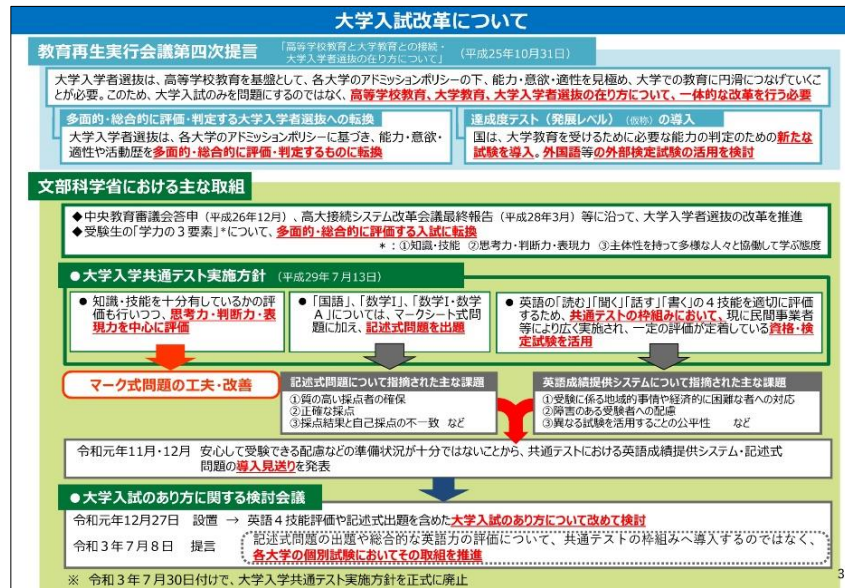 大学入試改革について
教育再生実行会議第四次提言
「高等学校教育と大学教育との接続・
大学入学者選抜の在り方について」
(平成25年10月31日)
大学入学者選抜は、高等学校教育を基盤として、各大学のアドミッションポリシーの下、能力・意欲・適性を見極め、大学での教育に円滑につなげていくこ
とが必要。このため、大学入試のみを問題にするのではなく、高等学校教育、大学教育、大学入学者選抜の在り方について、一体的な改革を行う必要
多面的・総合的に評価・判定する大学入学者選抜への転換
大学入学者選抜は、各大学のアドミッションポリシーに基づき、能力・意欲・
適性や活動歴を多面的・総合的に評価・判定するものに転換
達成度テスト(発展レベル)(仮称)の導入
国は、大学教育を受けるために必要な能力の判定のための新たな
試験を導入。外国語等の外部検定試験の活用を検討
文部科学省における主な取組
◆中央教育審議会答申(平成26年12月)、高大接続システム改革会議最終報告(平成28年3月)等に沿って、大学入学者選抜の改革を推進
◆受験生の「学力の3要素」*について、多面的・総合的に評価する入試に転換
*:①知識・技能 ②思考力・判断力・表現力 ③主体性を持って多様な人々と協働して学ぶ態度
●大学入学共通テスト実施方針(平成29年7月13日)
● 知識・技能を十分有しているかの評
価も行いつつ、思考力・判断力・表
現力を中心に評価
● 「国語」、「数学I」、「数学I・数学
A」については、マークシート式問
題に加え、記述式問題を出題
● 英語の「読む」「聞く」「話す」「書く」の4技能を適切に評価
するため、共通テストの枠組みにおいて、現に民間事業者
等により広く実施され、一定の評価が定着している資格・検
定試験を活用
マーク式問題の工夫・改善
記述式問題について指摘された主な課題
①質の高い採点者の確保
②正確な採点
③採点結果と自己採点の不一致 など
英語成績提供システムについて指摘された主な課題
①受験に係る地域的事情や経済的に困難な者への対応
②障害のある受験者への配慮
③異なる試験を活用することの公平性 など
令和元年11月・12月 安心して受験できる配慮などの準備状況が十分ではないことから、共通テストにおける英語成績提供システム・記述式
問題の導入見送りを発表
●大学入試のあり方に関する検討会議
令和元年12月27日 設置 → 英語4技能評価や記述式出題を含めた大学入試のあり方について改めて検討
令和3年7月8日 提言
記述式問題の出題や総合的な英語力の評価について、共通テストの枠組みへ導入するのではなく、
各大学の個別試験においてその取組を推進
※ 令和3年7月30日付けで、大学入学共通テスト実施方針を正式に廃止
3